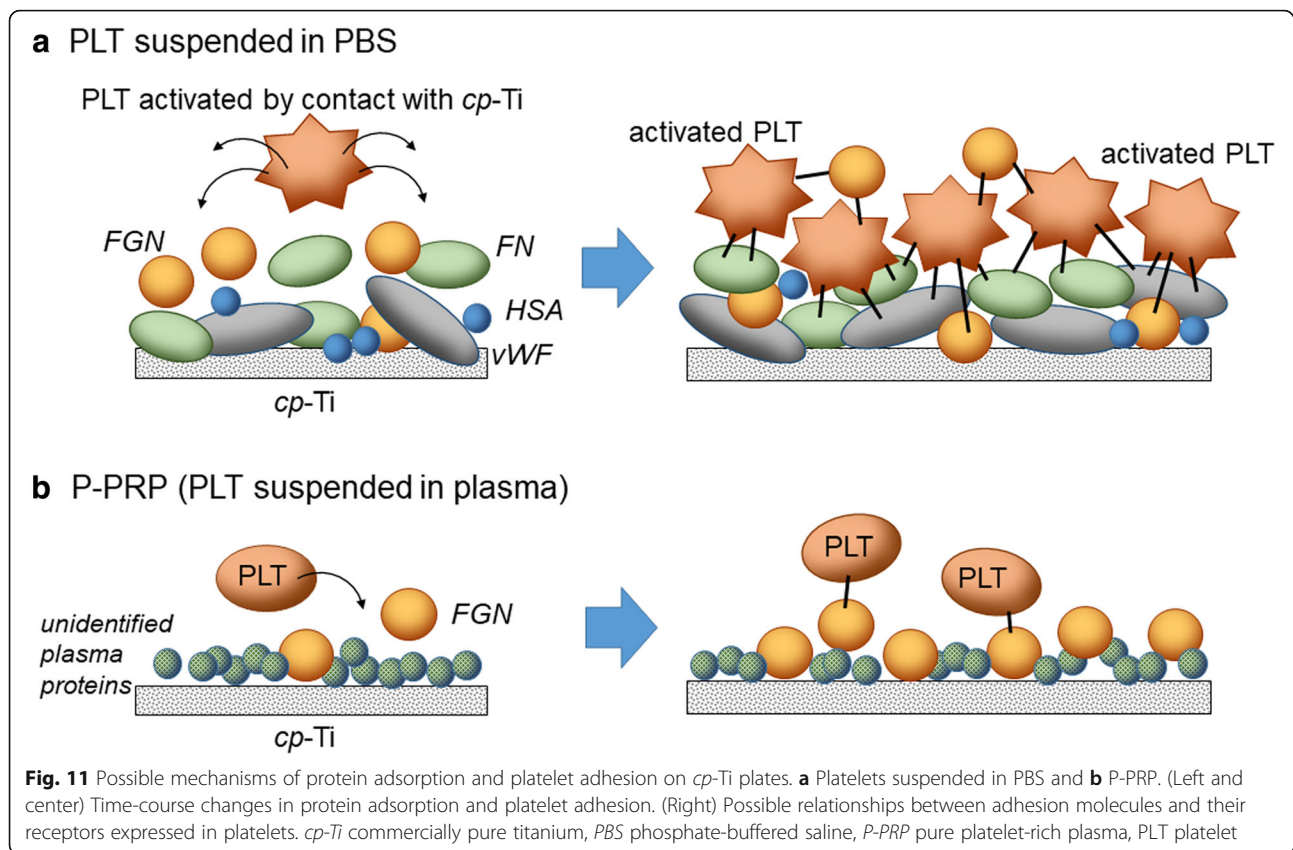 a PLT suspended in PBS
PLT activated by contact with cp-Ti
FGN
FN
HSA
vWF
cp-Ti
activated PLT
activated PLT
b P-PRP (PLT suspended in plasma)
PLT
FGN
unidentified
plasma
proteins
cp-Ti
PLT
PLT
Fig. 11 Possible mechanisms of protein adsorption and platelet adhesion on cp-Ti plates. a Platelets suspended in PBS and b P-PRP. (Left and
center) Time-course changes in protein adsorption and platelet adhesion. (Right) Possible relationships between adhesion molecules and their
receptors expressed in platelets. cp-Ti commercially pure titanium, PBS phosphate-buffered saline, P-PRP pure platelet-rich plasma, PLT platelet